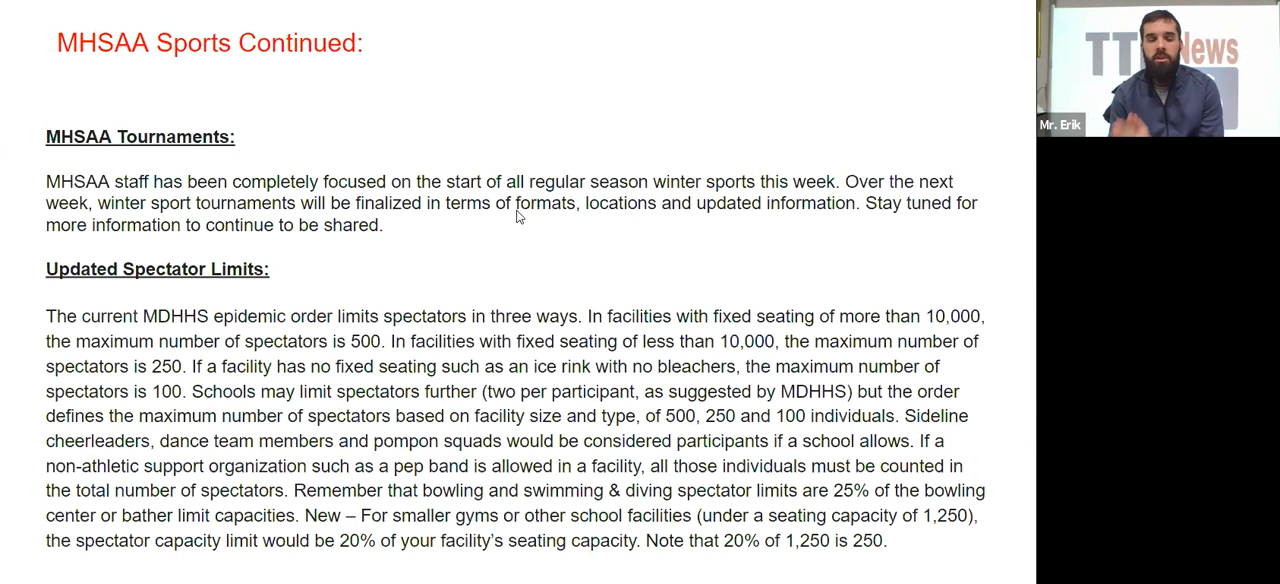 MHSAA Sports Continued:
MHSAA Tournaments:
MHSAA staff has been completely focused on the start of all regular season winter sports this week. Over the next
week, winter sport tournaments will be finalized in terms of formats, locations and updated information. Stay tuned for
more information to continue to be shared.
Updated Spectator Limits:
The current MDHHS epidemic order limits spectators in three ways. In facilities with fixed seating of more than 10,000,
the maximum number of spectators is 500. In facilities with fixed seating of less than 10,000, the maximum number of
spectators is 250. If a facility has no fixed seating such as an ice rink with no bleachers, the maximum number of
spectators is 100. Schools may limit spectators further (two per participant, as suggested by MDHHS) but the order
defines the maximum number of spectators based on facility size and type, of 500, 250 and 100 individuals. Sideline
cheerleaders, dance team members and pompon squads would be considered participants if a school allows. If a
non-athletic support organization such as a pep band is allowed in a facility, all those individuals must be counted in
the total number of spectators. Remember that bowling and swimming & diving spectator limits are 25% of the bowling
center or bather limit capacities. New – For smaller gyms or other school facilities (under a seating capacity of 1,250),
the spectator capacity limit would be 20% of your facility's seating capacity. Note that 20% of 1,250 is 250.
News
Mr. Erik